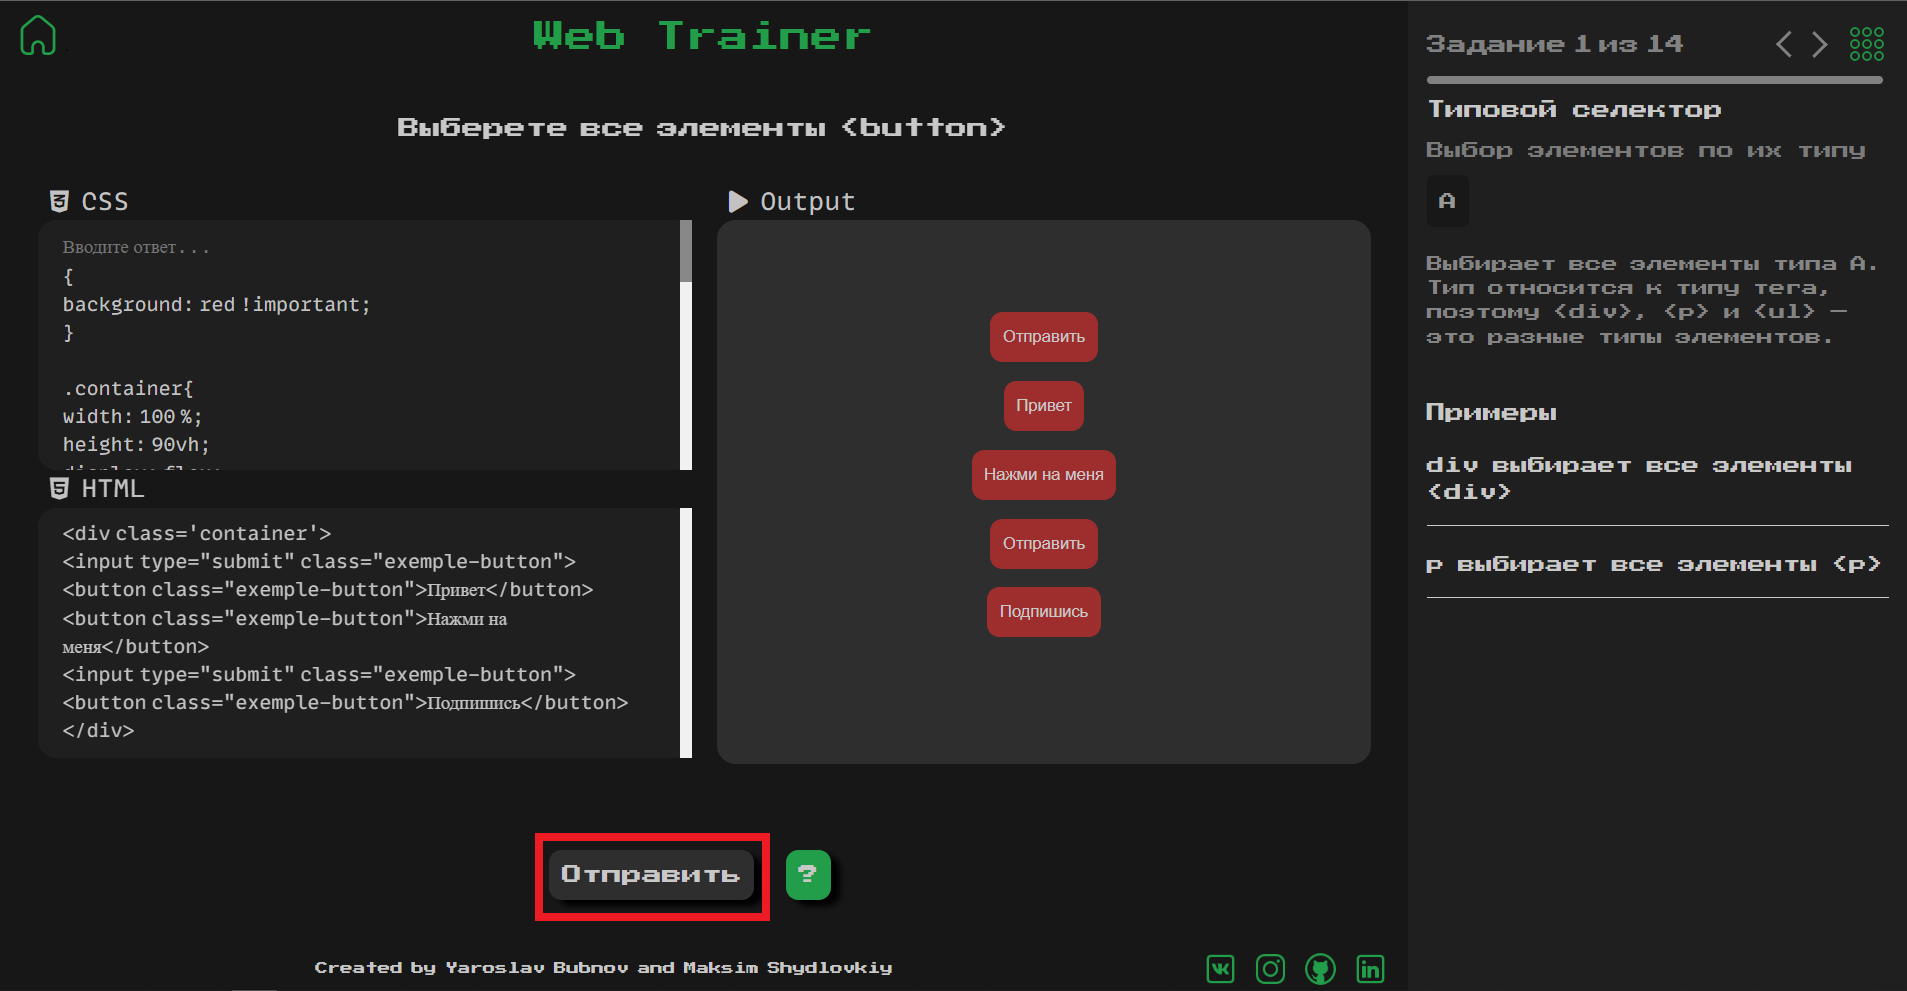 Web Trainer
Выберете все элементы <button>
CSS
Вводите ответ...
{
background: red !important;
}
.container{
width: 100%;
height: 90vh;
HTML
<div class='container'>
<input type="submit" class="exemple-button">
<button class="exemple-button">Привет</button>
<button class="exemple-button">Нажми на
меня</button>
<input type="submit" class="exemple-button">
<button class="exemple-button">Подпишись</button>
</div>
Output
Отправить
Привет
Нажми на меня
Отправить
Подпишись
Отправить
?
Created by Yaroslav Bubnov and Maksim Shydlovkiy
Задание 1 из 14
Типовой селектор
Выбор элементов по их типу
A
Выбирает все элементы типа A.
Тип относится к типу тега,
поэтому <div>, <p> и <ul> —
это разные типы элементов.
Примеры
div выбирает все элементы
<div>
p выбирает все элементы <p>